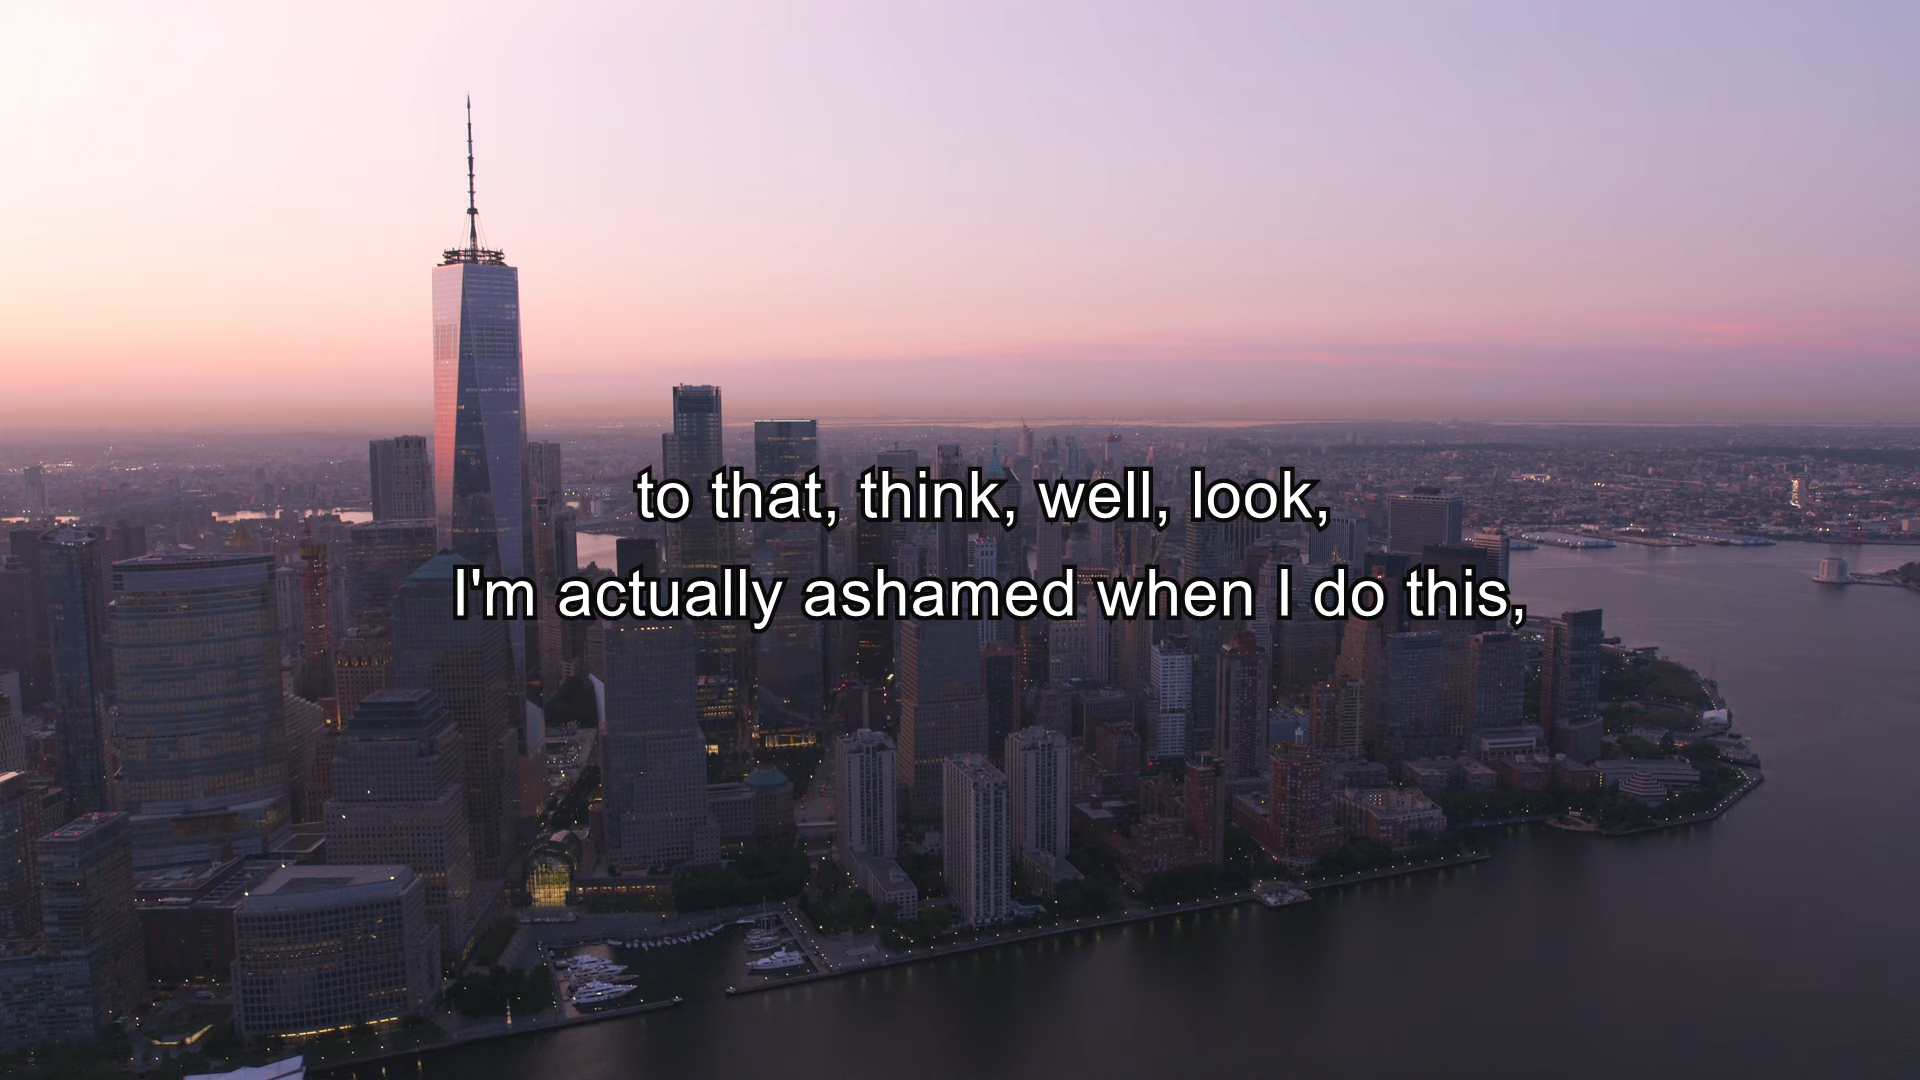 to that, think, well, look,
I'm actually ashamed when I do this,